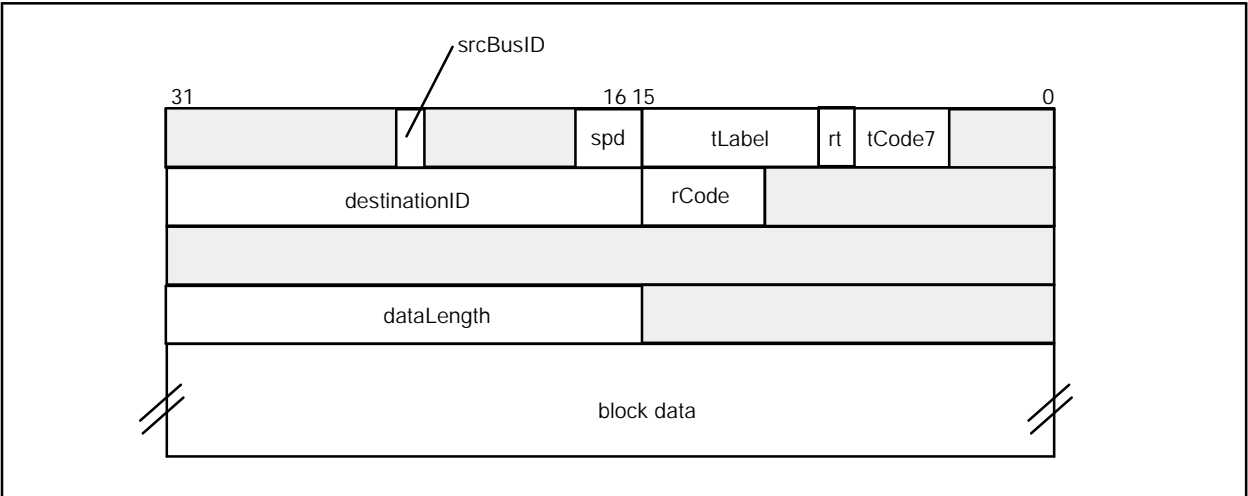 srcBusID
31 16 15 0
spd tLabel rt tCode7
destinationID rCode
dataLength
block data